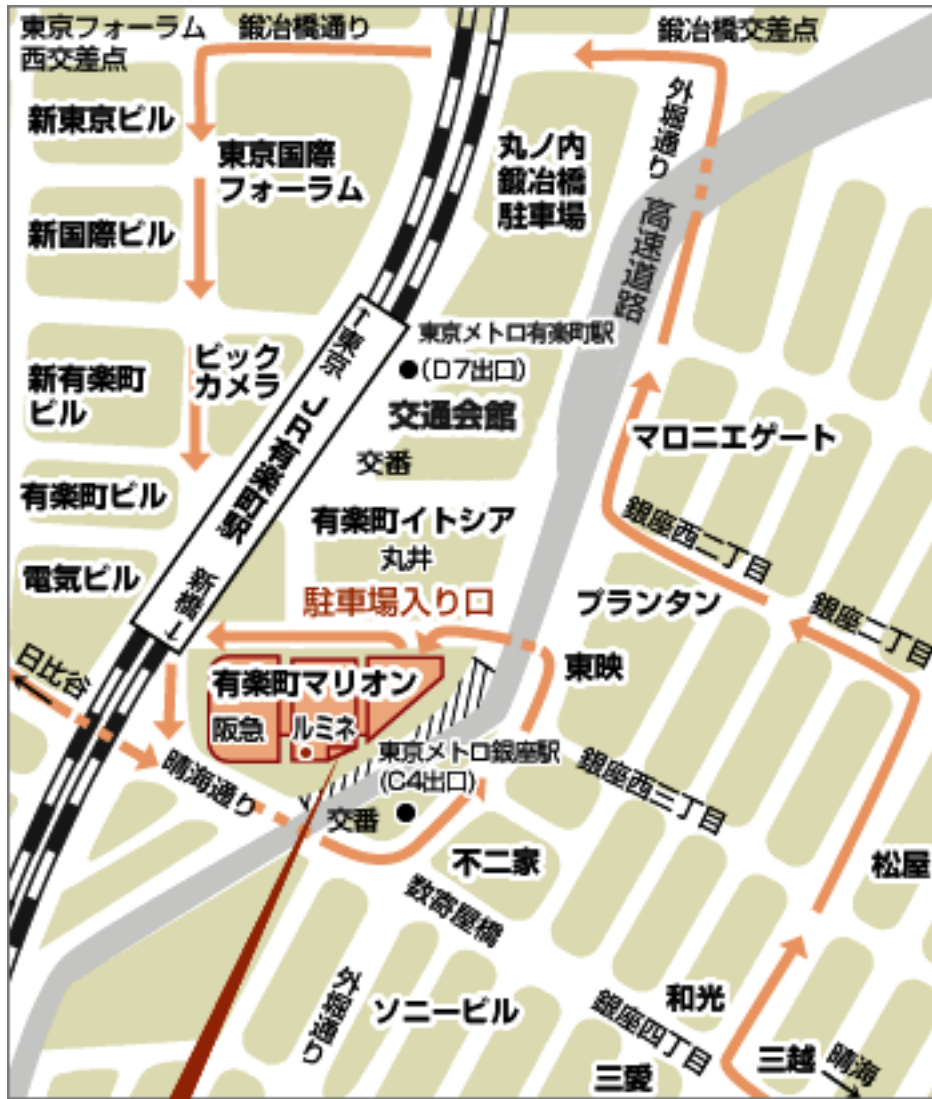 東京フォーラム
西交差点
鍛冶橋通り
鍛冶橋交差点
外堀通り
新東京ビル
東京国際
フォーラム
丸ノ内
鍛冶橋
駐車場
高速道路
新国際ビル
↑東京
JR有楽町駅
新橋↓
東京メトロ有楽町駅
●(D7出口)
ビック
カメラ
新有楽町
ビル
交通会館
マロニエゲート
交番
有楽町ビル
有楽町イトシア
丸井
銀座西二丁目
電気ビル
駐車場入り口
プランタン
銀座二丁目
日比谷
有楽町マリオン
東映
阪急
ルミネ
東京メトロ銀座駅
(C4出口)
銀座西三丁目
晴海通り
交番
不二家
松屋
数寄屋橋
外堀通り
ソニービル
和光
銀座四丁目
三愛
三越
晴海